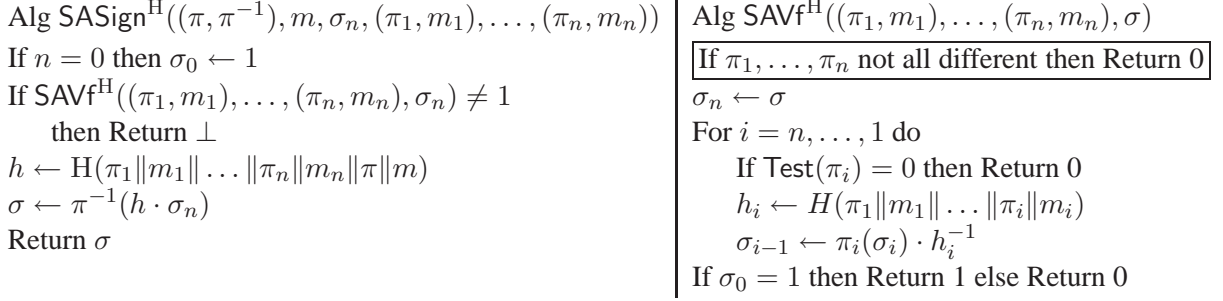 Alg SASign^H((π, π^{-1}), m, σ_n, (π_1, m_1), . . . , (π_n, m_n))
If n = 0 then σ_0 ← 1
If SAVf^H((π_1, m_1), . . . , (π_n, m_n), σ_n) ≠ 1
then Return ⊥
h ← H(π_1‖m_1‖ . . . ‖π_n‖m_n‖π‖m)
σ ← π^{-1}(h · σ_n)
Return σ
Alg SAVf^H((π_1, m_1), . . . , (π_n, m_n), σ)
If π_1, . . . , π_n not all different then Return 0
σ_n ← σ
For i = n, . . . , 1 do
If Test(π_i) = 0 then Return 0
h_i ← H(π_1‖m_1‖ . . . ‖π_i‖m_i)
σ_{i−1} ← π_i(σ_i) · h_i^{-1}
If σ_0 = 1 then Return 1 else Return 0